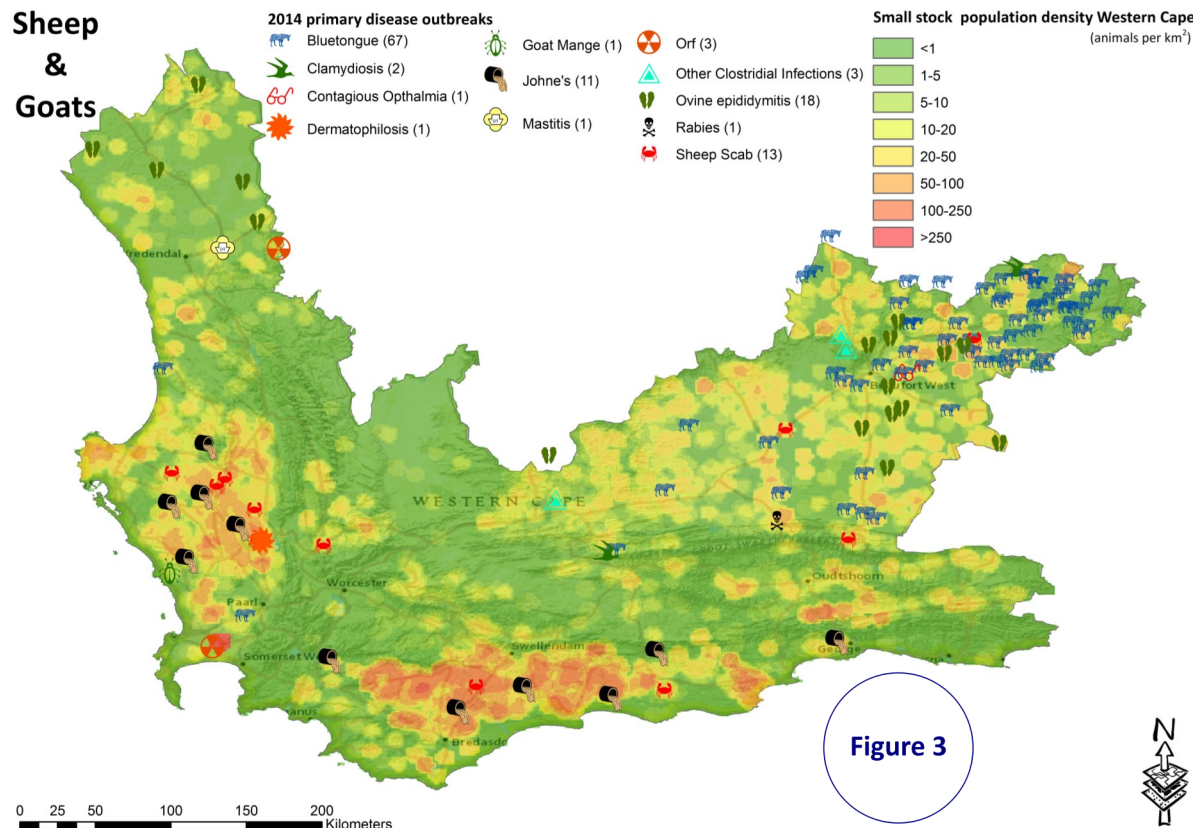 Sheep
&
Goats
2014 primary disease outbreaks
Bluetongue (67)
Clamydiosis (2)
Contagious Opthalmia (1)
Dermatophilosis (1)
Goat Mange (1)
Johne's (11)
Mastitis (1)
Orf (3)
Other Clostridial Infections (3)
Ovine epididymitis (18)
Rabies (1)
Sheep Scab (13)
Small stock population density Western Cape
(animals per km²)
<1
1-5
5-10
10-20
20-50
50-100
100-250
>250
redendal
Beaufort West
WESTERN CAPE
Oudtshoorn
Worcester
Paarl
Somerset We
Swellendam
George
na
anus
Bredasdo
Figure 3
N
0 25 50 100 150 200
Kilometers